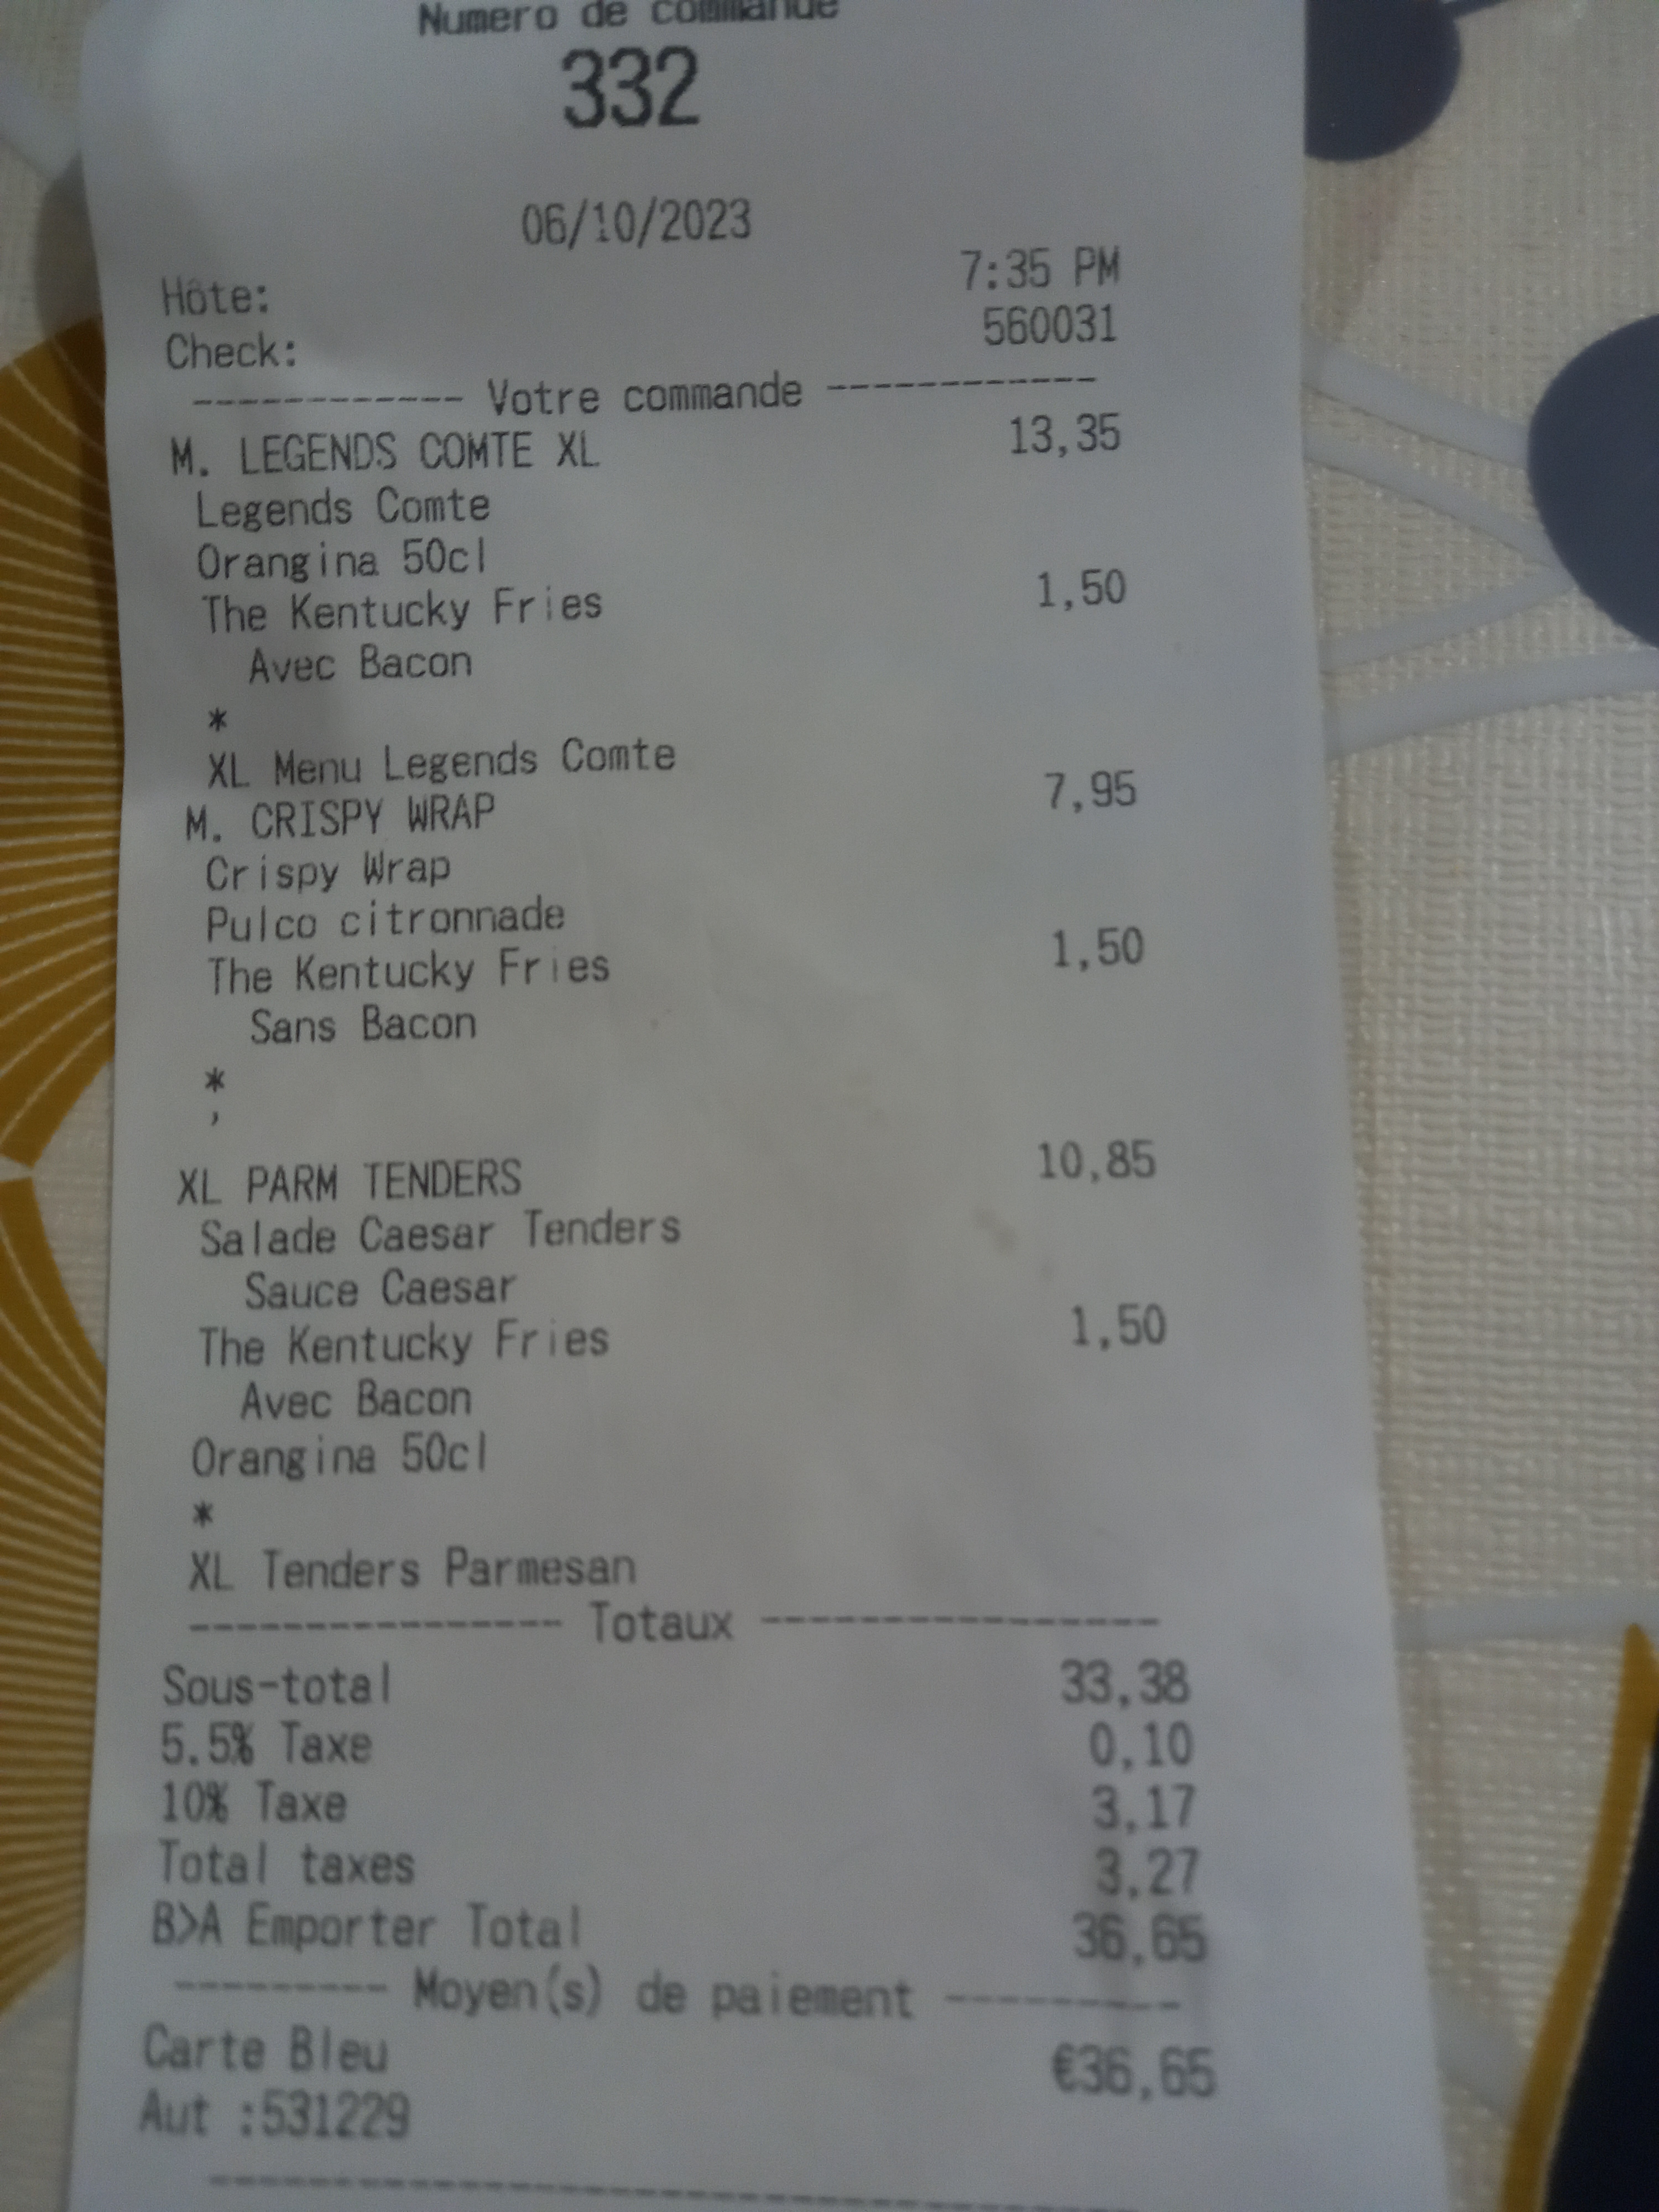 Numero de commande
332
06/10/2023
Hôte: 7:35 PM
Check: 560031
------------ Votre commande ------------
M. LEGENDS COMTE XL 13,35
Legends Comte
Orangina 50cl
The Kentucky Fries 1,50
Avec Bacon
*
XL Menu Legends Comte
M. CRISPY WRAP 7,95
Crispy Wrap
Pulco citronnade
The Kentucky Fries 1,50
Sans Bacon
*
,
XL PARM TENDERS 10,85
Salade Caesar Tenders
Sauce Caesar
The Kentucky Fries 1,50
Avec Bacon
Orangina 50cl
*
XL Tenders Parmesan
---------------- Totaux ----------------
Sous-total 33,38
5.5% Taxe 0,10
10% Taxe 3,17
Total taxes 3,27
B>A Emporter Total 36,65
--------- Moyen(s) de paiement ---------
Carte Bleu €36,65
Aut :531229